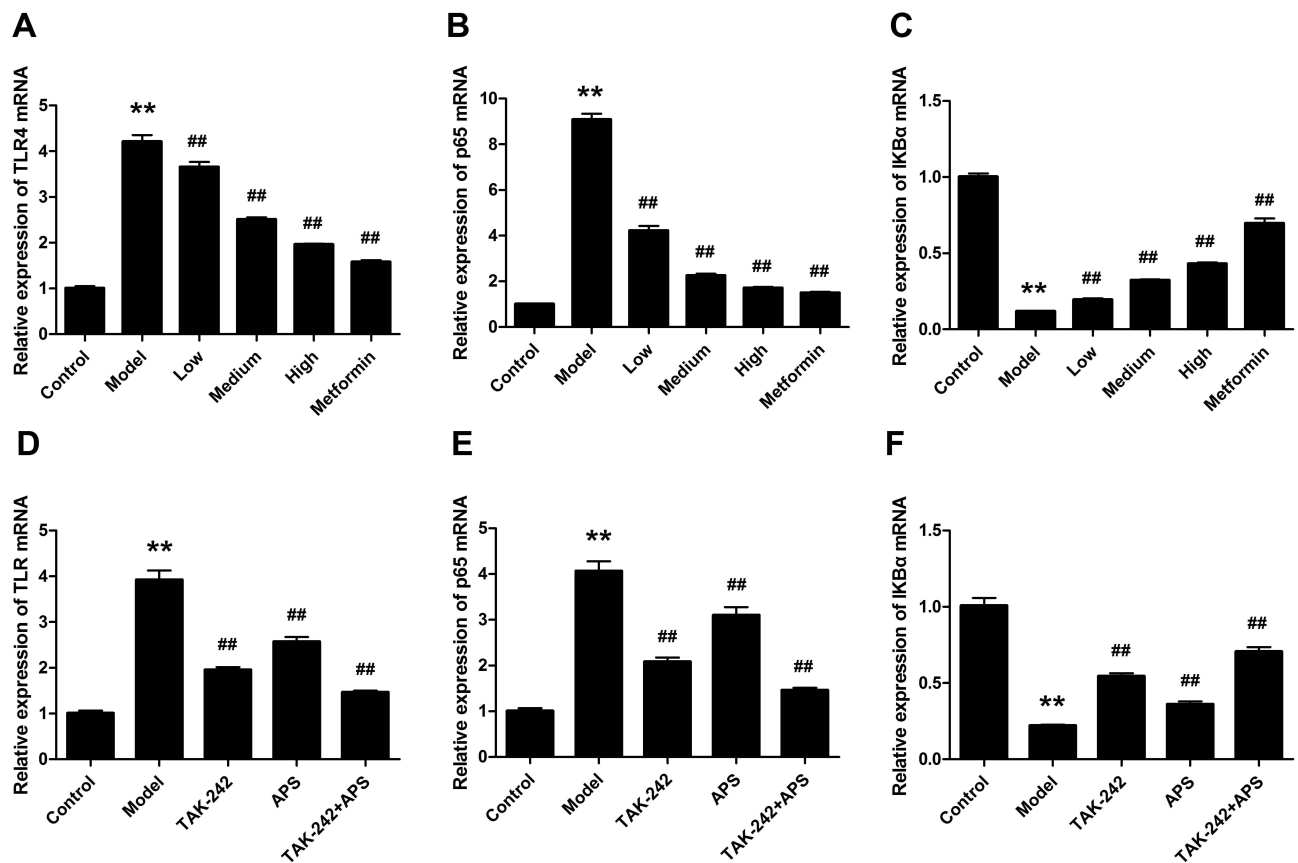 A
Relative expression of TLR4 mRNA
5
4
3
2
1
0
**
##
##
##
##
Control
Model
Low
Medium
High
Metformin
B
Relative expression of p65 mRNA
10
8
6
4
2
0
**
##
##
##
##
Control
Model
Low
Medium
High
Metformin
C
Relative expression of IKBα mRNA
1.5
1.0
0.5
0.0
**
##
##
##
##
Control
Model
Low
Medium
High
Metformin
D
Relative expression of TLR mRNA
5
4
3
2
1
0
**
##
##
##
Control
Model
TAK-242
APS
TAK-242+APS
E
Relative expression of p65 mRNA
5
4
3
2
1
0
**
##
##
##
Control
Model
TAK-242
APS
TAK-242+APS
F
Relative expression of IKBα mRNA
1.5
1.0
0.5
0.0
**
##
##
##
Control
Model
TAK-242
APS
TAK-242+APS